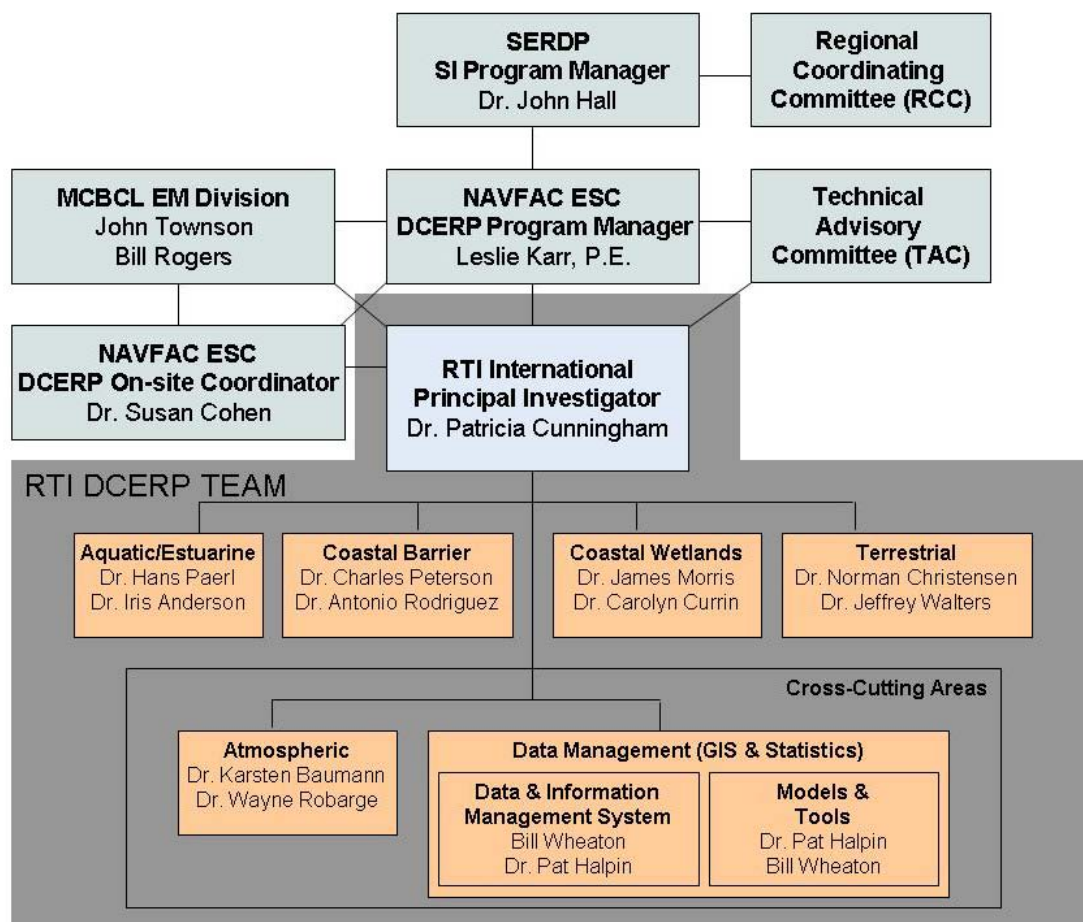 SERDP
SI Program Manager
Dr. John Hall
Regional
Coordinating
Committee (RCC)
MCBCL EM Division
John Townson
Bill Rogers
NAVFAC ESC
DCERP Program Manager
Leslie Karr, P.E.
Technical
Advisory
Committee (TAC)
NAVFAC ESC
DCERP On-site Coordinator
Dr. Susan Cohen
RTI International
Principal Investigator
Dr. Patricia Cunningham
RTI DCERP TEAM
Aquatic/Estuarine
Dr. Hans Paerl
Dr. Iris Anderson
Coastal Barrier
Dr. Charles Peterson
Dr. Antonio Rodriguez
Coastal Wetlands
Dr. James Morris
Dr. Carolyn Currin
Terrestrial
Dr. Norman Christensen
Dr. Jeffrey Walters
Cross-Cutting Areas
Atmospheric
Dr. Karsten Baumann
Dr. Wayne Robarge
Data Management (GIS & Statistics)
Data & Information
Management System
Bill Wheaton
Dr. Pat Halpin
Models &
Tools
Dr. Pat Halpin
Bill Wheaton